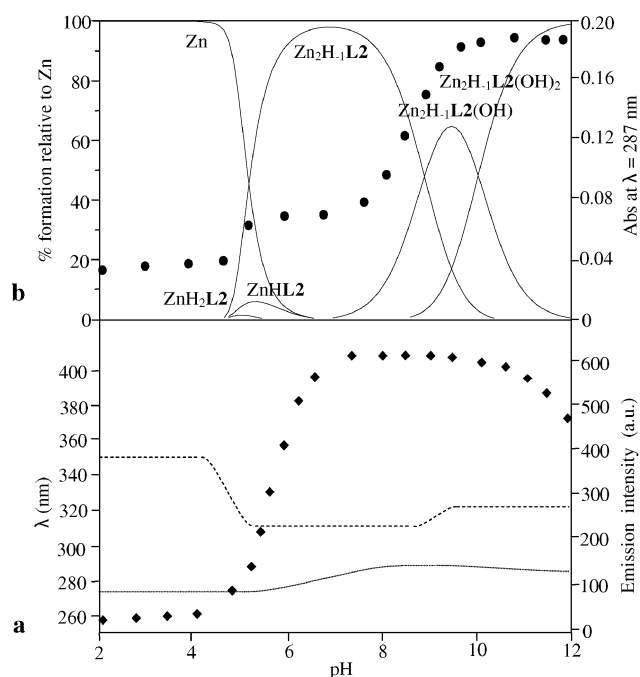 b
% formation relative to Zn
100
80
60
40
20
0
Zn
Zn₂H₋₁L2
Zn₂H₋₁L2(OH)₂
Zn₂H₋₁L2(OH)
ZnH₂L2
ZnHL2
0.20
0.16
0.12
0.08
0.04
0
Abs at λ = 287 nm
a
λ (nm)
400
380
360
340
320
300
280
260
600
500
400
300
200
100
0
Emission intensity (a.u.)
2
4
6
8
10
12
pH